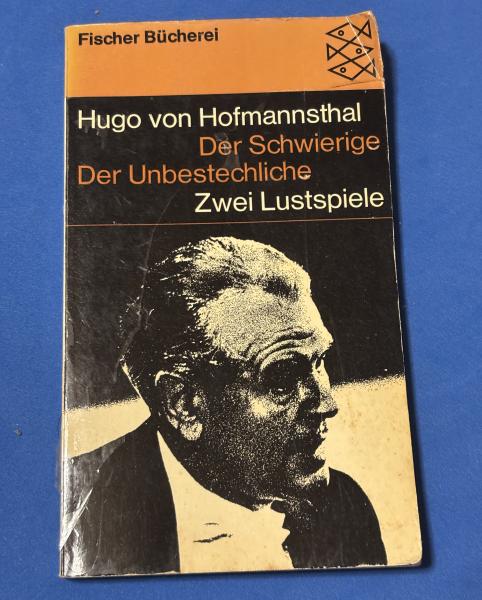 Fischer Bücherei
Hugo von Hofmannsthal
Der Schwierige
Der Unbestechliche
Zwei Lustspiele